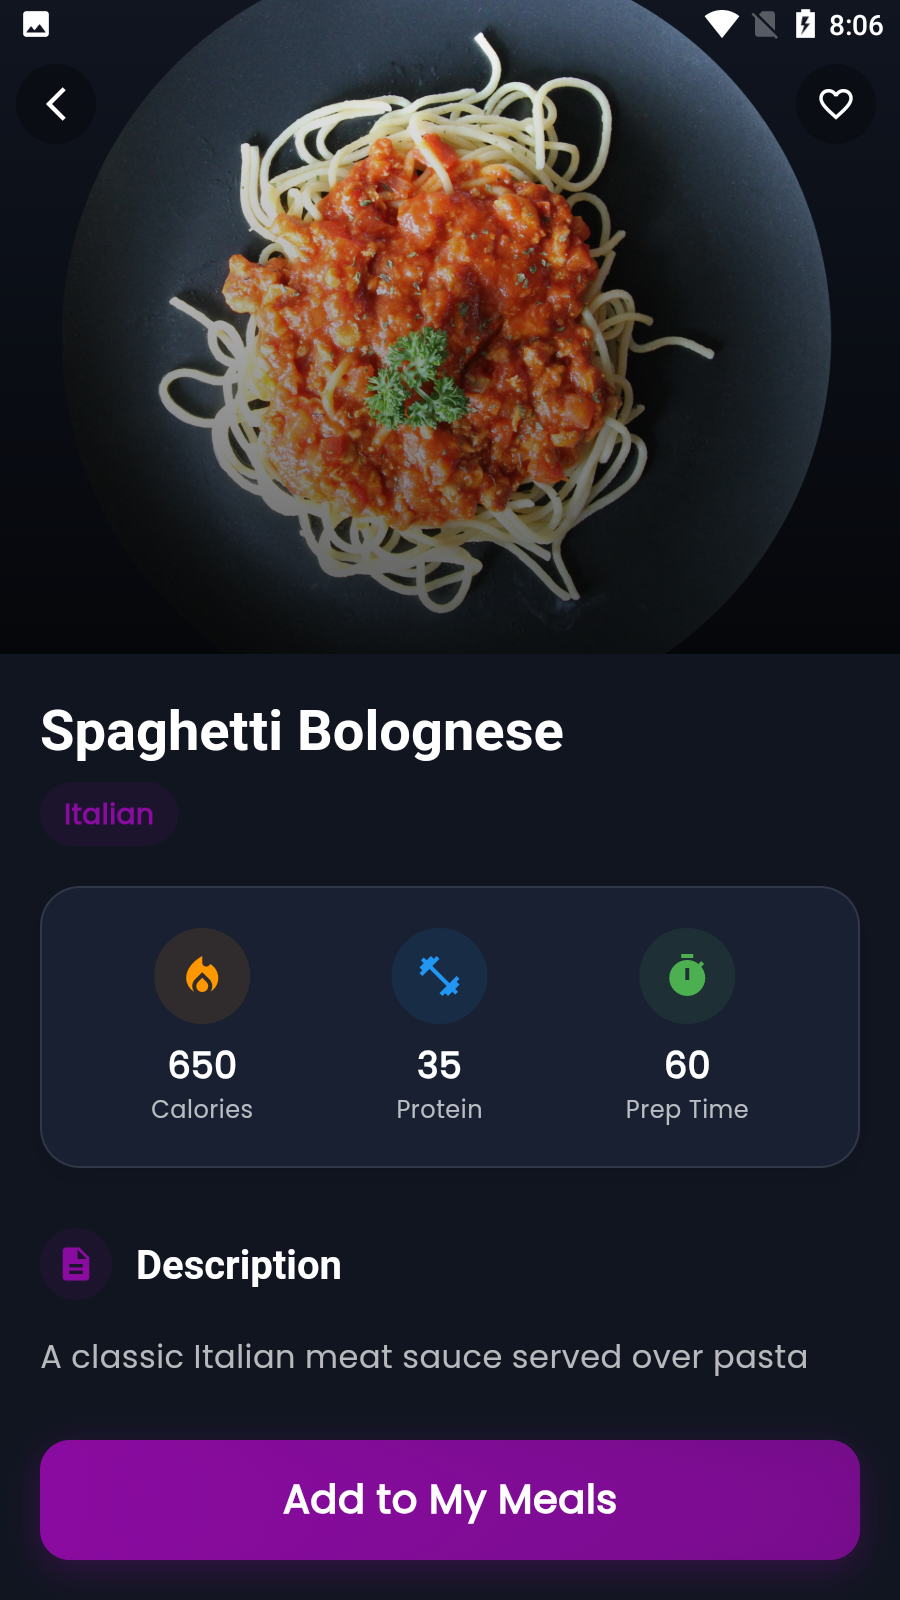 8:06
Spaghetti Bolognese
Italian
650
35
60
Calories
Protein
Prep Time
Description
A classic Italian meat sauce served over pasta
Add to My Meals